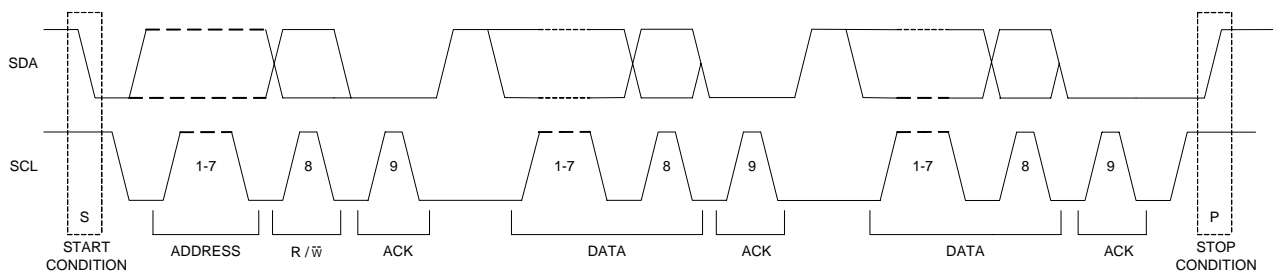 SDA
SCL
1-7
8
9
1-7
8
9
1-7
8
9
S
P
START
CONDITION
ADDRESS
R / W̅
ACK
DATA
ACK
DATA
ACK
STOP
CONDITION